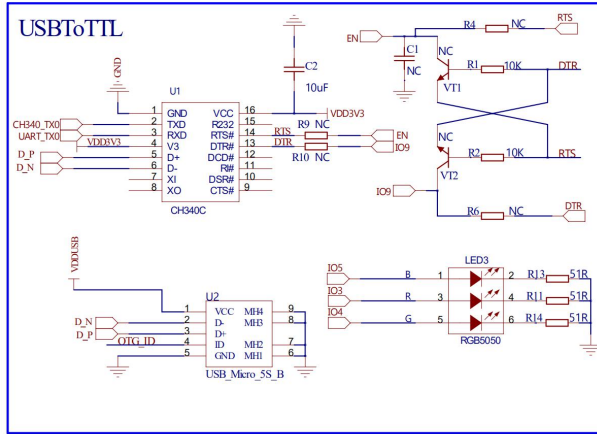 USBToTTL
GND
C2
10uF
U1
CH340_TX0
UART_TX0
VDD3V3
D_P
D_N
1 GND VCC 16
2 TXD R232 15
3 RXD RTS# 14
4 V3 DTR# 13
5 D+ DCD# 12
6 D- RI# 11
7 XI DSR# 10
8 XO CTS# 9
CH340C
VDD3V3
R9 NC
RTS
EN
DTR
IO9
R10 NC
R4 NC RTS
EN
C1
NC
NC
R1 10K DTR
VT1
NC
R2 10K RTS
VT2
IO9
R6 NC DTR
VDDUSB
U2
D_N
D_P
OTG_ID
1 VCC MH4 9
2 D- MH3 8
3 D+
4 ID MH2 7
5 GND MH1 6
USB_Micro_5S_B
LED3
IO5 B 1 2 R13 51R
IO3 R 3 4 R11 51R
IO4 G 5 6 R14 51R
RGB5050